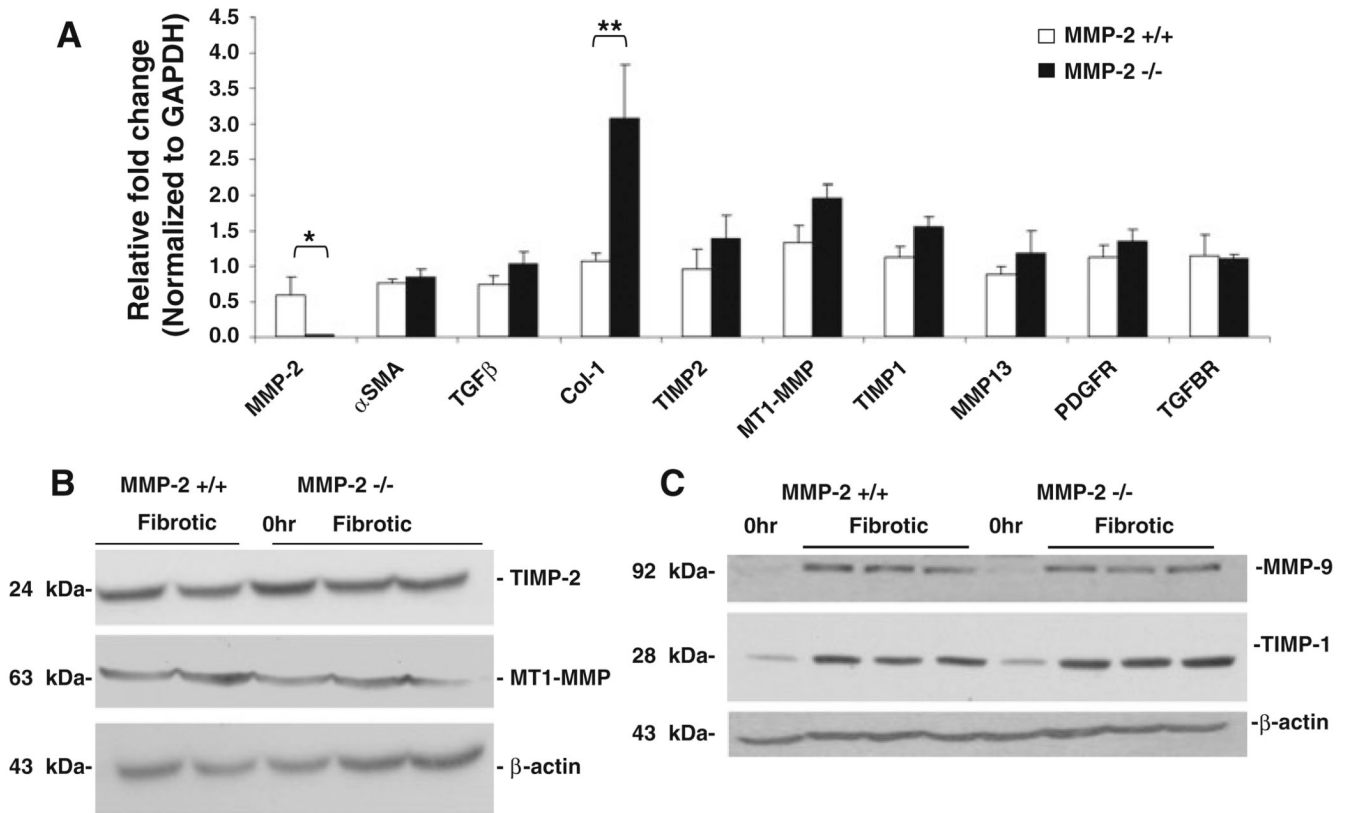 A
Relative fold change
(Normalized to GAPDH)
4.5
4.0
3.5
3.0
2.5
2.0
1.5
1.0
0.5
0.0
*
**
MMP-2 +/+
MMP-2 -/-
MMP-2
αSMA
TGFβ
Col-1
TIMP2
MT1-MMP
TIMP1
MMP13
PDGFR
TGFBR
B
MMP-2 +/+ MMP-2 -/-
Fibrotic 0hr Fibrotic
24 kDa- - TIMP-2
63 kDa- - MT1-MMP
43 kDa- - β-actin
C
MMP-2 +/+ MMP-2 -/-
0hr Fibrotic 0hr Fibrotic
92 kDa- -MMP-9
28 kDa- -TIMP-1
43 kDa- -β-actin